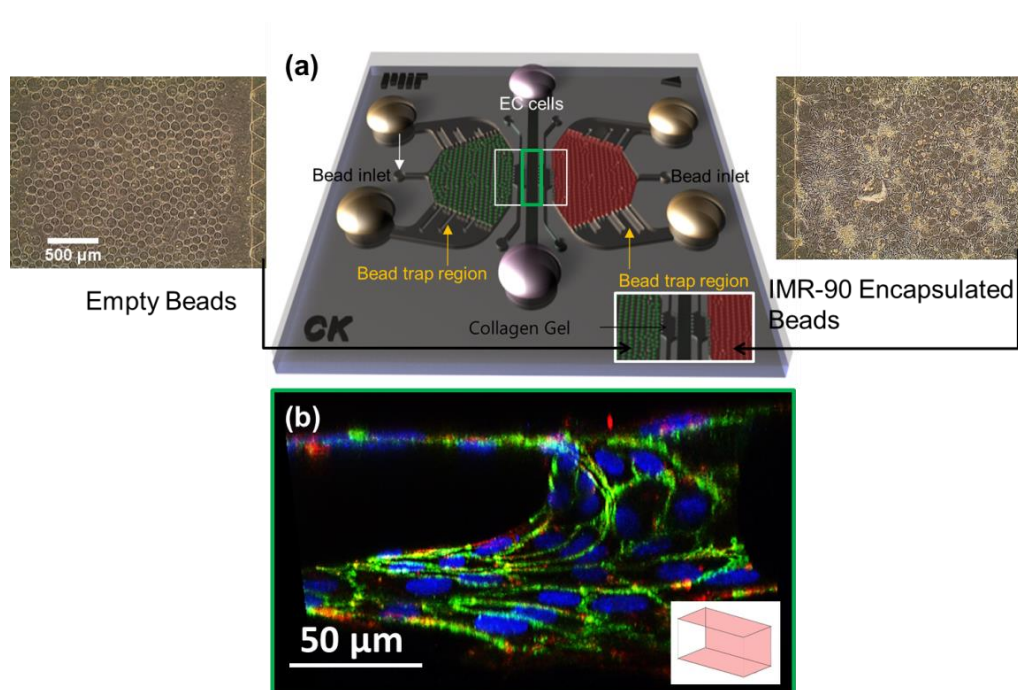 (a)
MIT
EC cells
Bead inlet
Bead inlet
500 µm
Bead trap region
Bead trap region
Empty Beads
IMR-90 Encapsulated
Beads
Collagen Gel
CK
(b)
50 µm